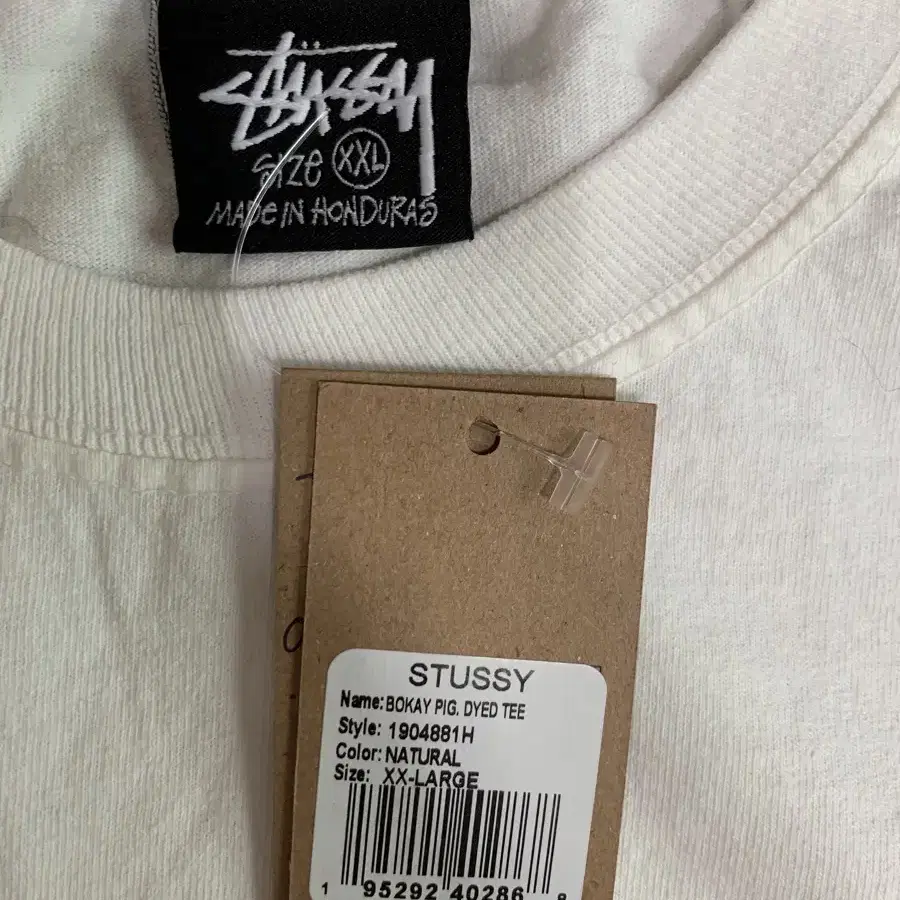 STÜSSY
SIZE XXL
MADE IN HONDURAS
STUSSY
Name: BOKAY PIG. DYED TEE
Style: 1904881H
Color: NATURAL
Size: XX-LARGE
1 95292 40286